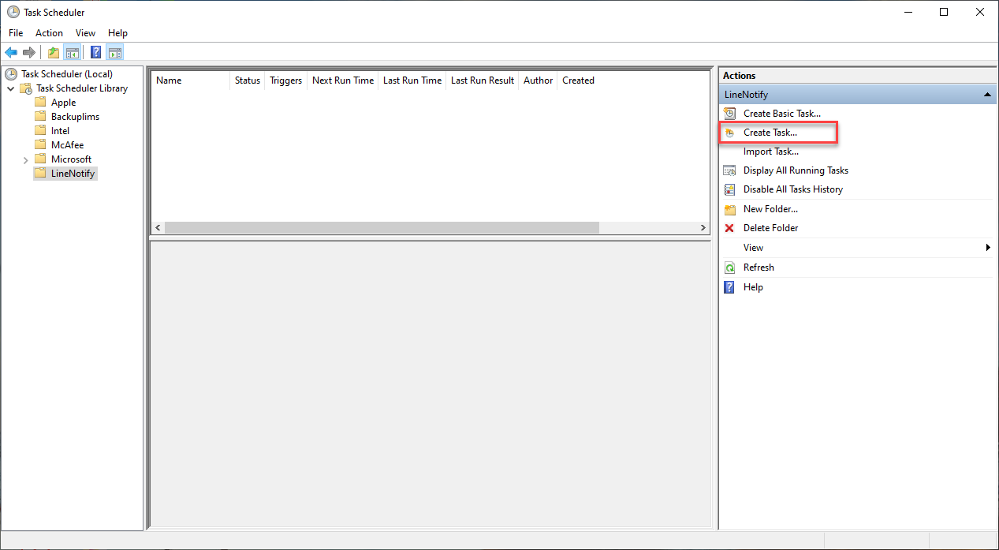 Task Scheduler
File Action View Help
Task Scheduler (Local)
Task Scheduler Library
Apple
Backuplims
Intel
McAfee
Microsoft
LineNotify
Name Status Triggers Next Run Time Last Run Time Last Run Result Author Created
Actions
LineNotify
Create Basic Task...
Create Task...
Import Task...
Display All Running Tasks
Disable All Tasks History
New Folder...
Delete Folder
View
Refresh
Help